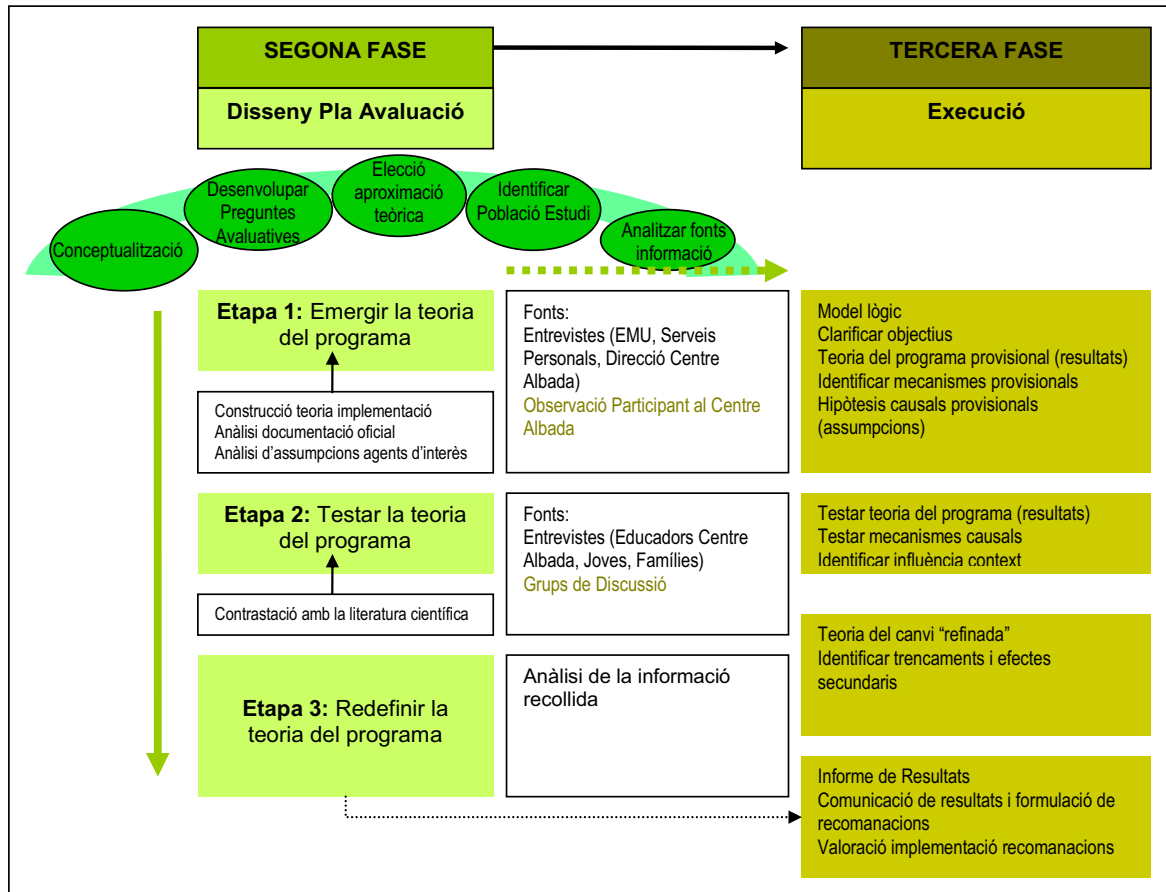 SEGONA FASE
Disseny Pla Avaluació
TERCERA FASE
Execució
Conceptualització
Desenvolupar
Preguntes
Avaluatives
Elecció
aproximació
teòrica
Identificar
Població Estudi
Analitzar fonts
informació
Etapa 1: Emergir la teoria
del programa
Construcció teoria implementació
Anàlisi documentació oficial
Anàlisi d'assumpcions agents d'interès
Fonts:
Entrevistes (EMU, Serveis
Personals, Direcció Centre
Albada)
Observació Participant al Centre
Albada
Model lògic
Clarificar objectius
Teoria del programa provisional (resultats)
Identificar mecanismes provisionals
Hipòtesis causals provisionals
(assumpcions)
Etapa 2: Testar la teoria
del programa
Contrastació amb la literatura científica
Fonts:
Entrevistes (Educadors Centre
Albada, Joves, Famílies)
Grups de Discussió
Testar teoria del programa (resultats)
Testar mecanismes causals
Identificar influència context
Etapa 3: Redefinir la
teoria del programa
Anàlisi de la informació
recollida
Teoria del canvi “refinada”
Identificar trencaments i efectes
secundaris
Informe de Resultats
Comunicació de resultats i formulació de
recomanacions
Valoració implementació recomanacions